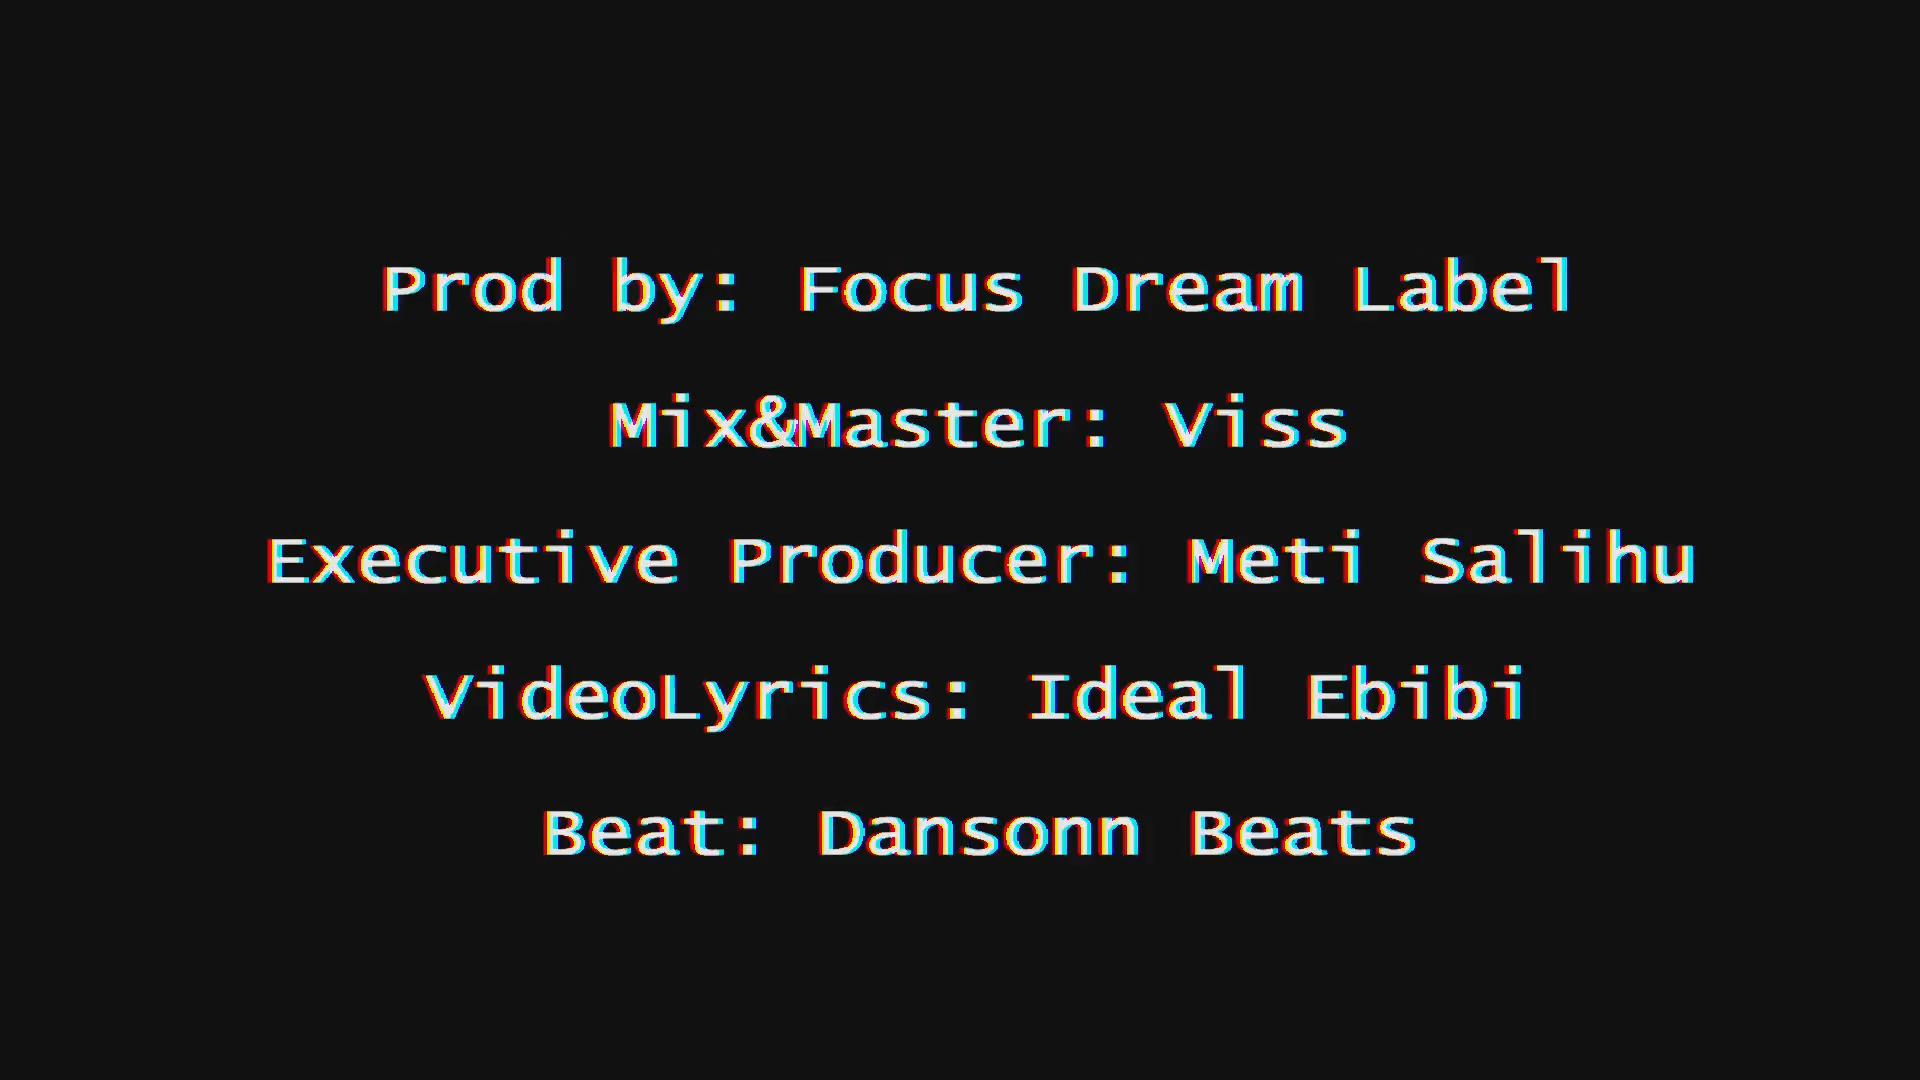 Prod by: Focus Dream Label
Mix&Master: Viss
Executive Producer: Meti Salihu
VideoLyrics: Ideal Ebibi
Beat: Dansonn Beats